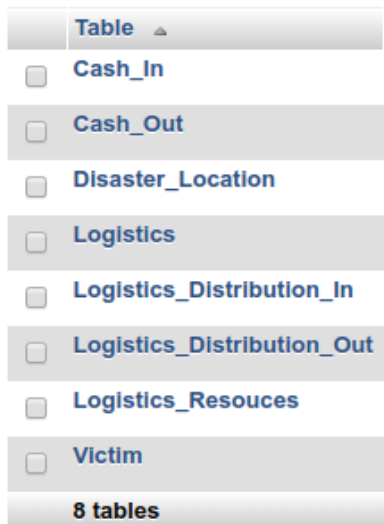 Table
Cash_In
Cash_Out
Disaster_Location
Logistics
Logistics_Distribution_In
Logistics_Distribution_Out
Logistics_Resouces
Victim
8 tables